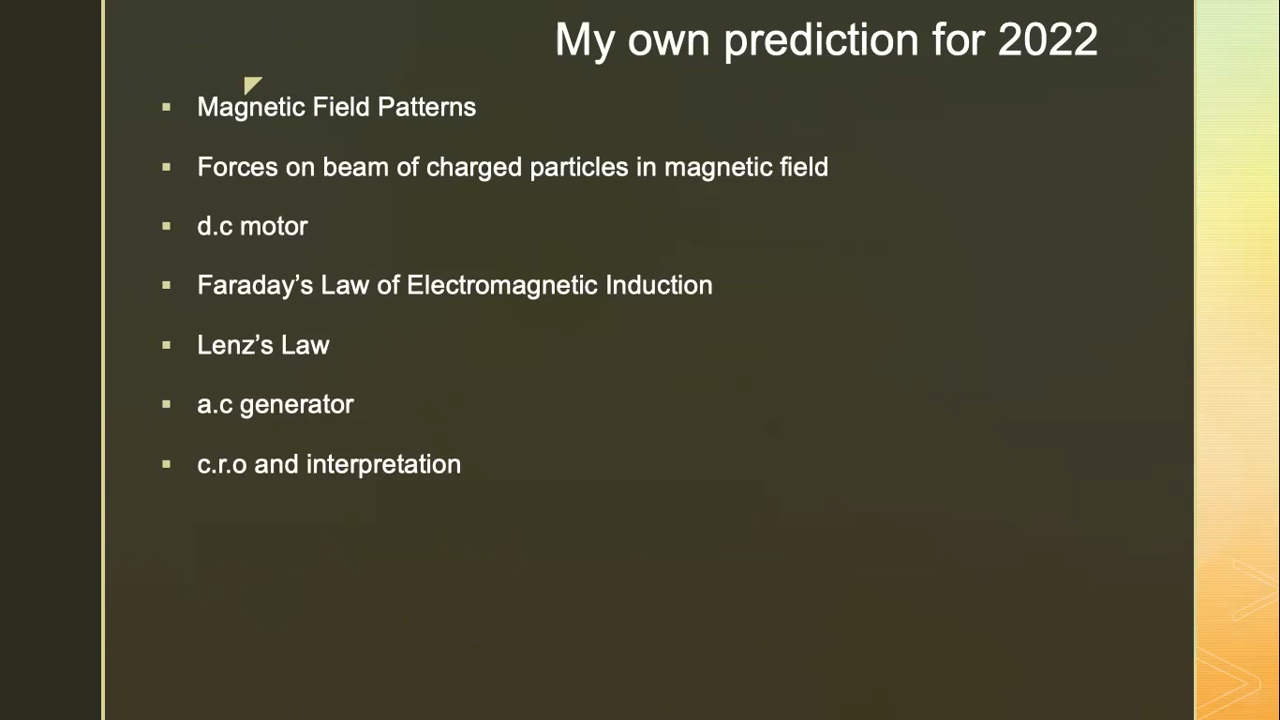 My own prediction for 2022
▪ Magnetic Field Patterns
▪ Forces on beam of charged particles in magnetic field
▪ d.c motor
▪ Faraday’s Law of Electromagnetic Induction
▪ Lenz’s Law
▪ a.c generator
▪ c.r.o and interpretation